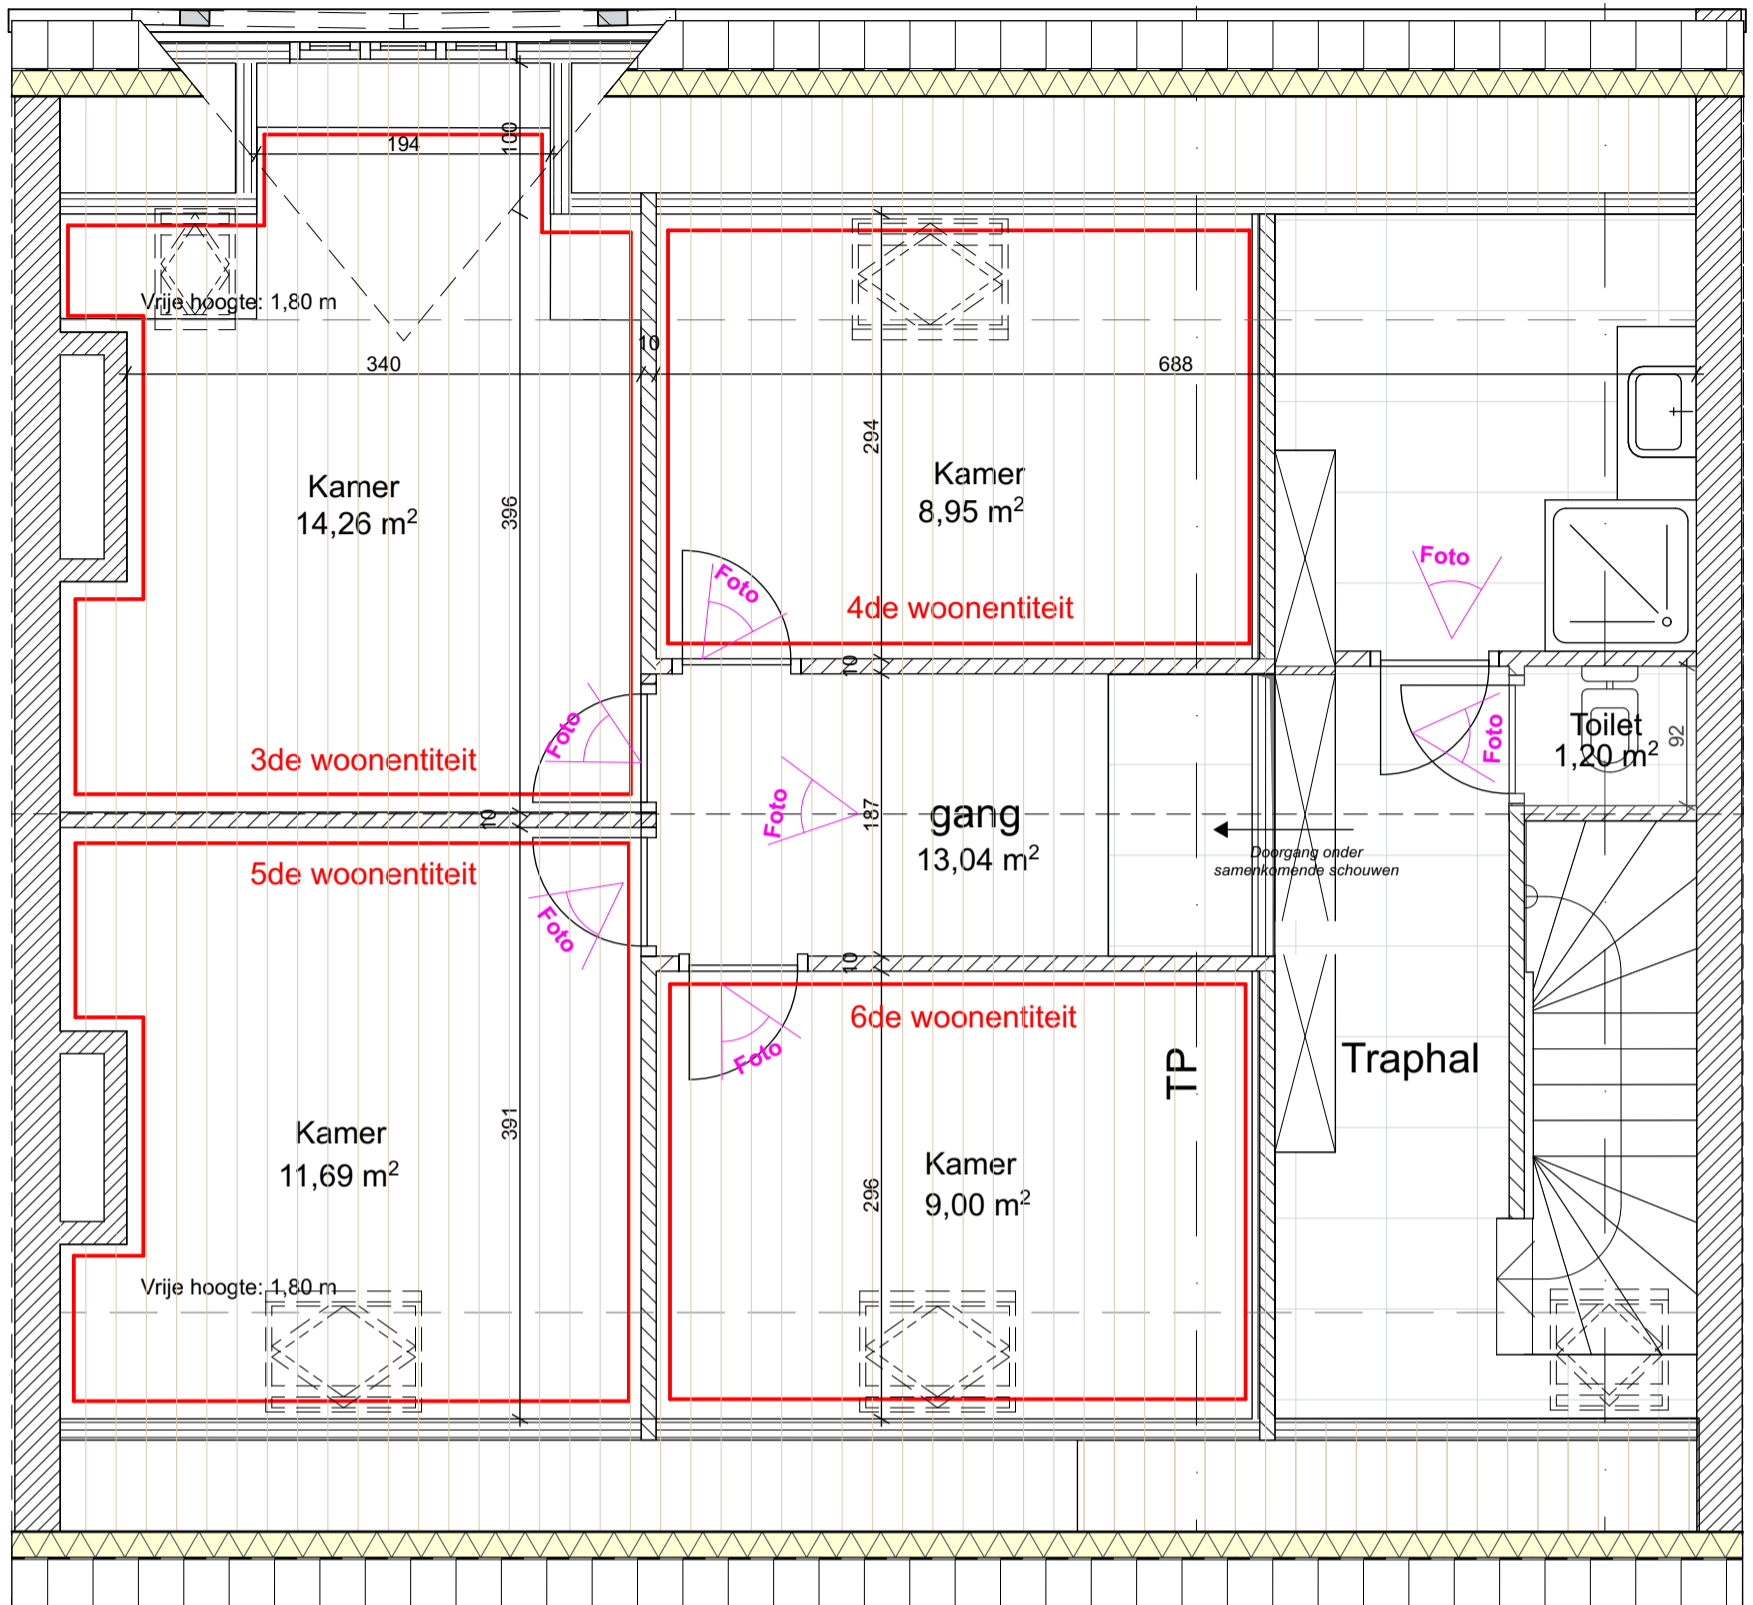 194
100
Vrije hoogte: 1,80 m
10
340
688
294
Kamer
14,26 m²
396
Kamer
8,95 m²
Foto
Foto
4de woonentiteit
10
Foto
3de woonentiteit
Foto
Toilet
1,20 m²
92
10
Foto
187
gang
13,04 m²
Doorgang onder
samenkomende schouwen
5de woonentiteit
Foto
10
6de woonentiteit
Foto
TP
Traphal
Kamer
11,69 m²
391
Kamer
9,00 m²
296
Vrije hoogte: 1,80 m